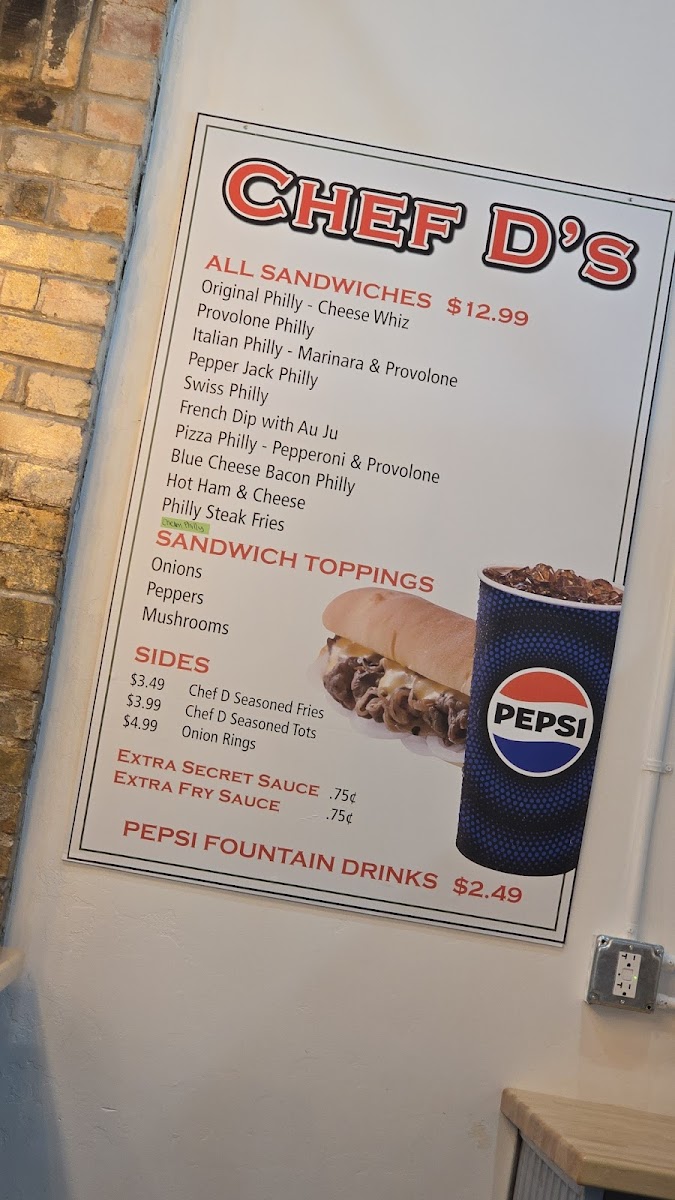 CHEF D'S
ALL SANDWICHES $12.99
Original Philly - Cheese Whiz
Provolone Philly
Italian Philly - Marinara & Provolone
Pepper Jack Philly
Swiss Philly
French Dip with Au Ju
Pizza Philly - Pepperoni & Provolone
Blue Cheese Bacon Philly
Hot Ham & Cheese
Philly Steak Fries
Chicken Philly
SANDWICH TOPPINGS
Onions
Peppers
Mushrooms
SIDES
$3.49 Chef D Seasoned Fries
$3.99 Chef D Seasoned Tots
$4.99 Onion Rings
EXTRA SECRET SAUCE .75¢
EXTRA FRY SAUCE .75¢
PEPSI FOUNTAIN DRINKS $2.49
PEPSI